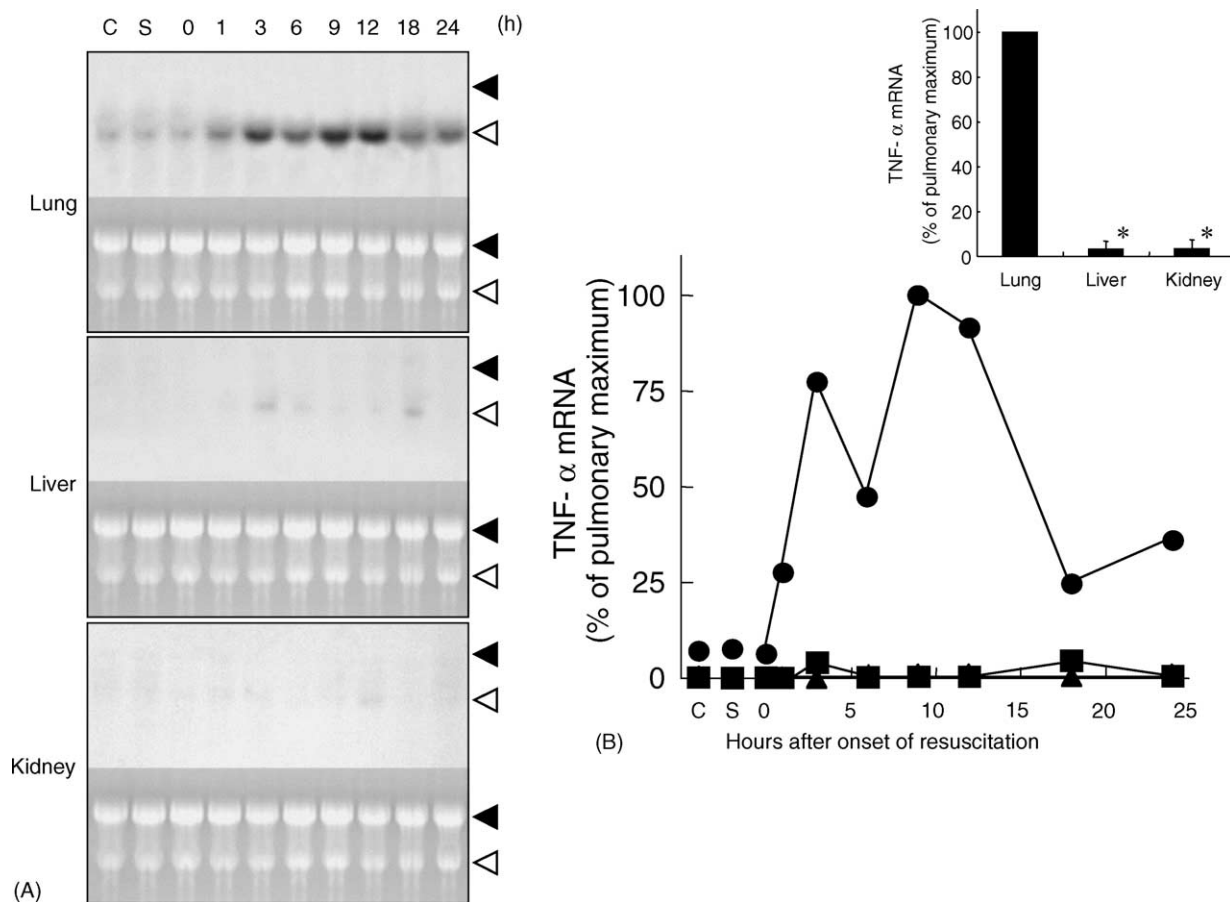 C S 0 1 3 6 9 12 18 24 (h)
Lung
Liver
Kidney
(A)
TNF- α mRNA
(% of pulmonary maximum)
100
80
60
40
20
0
*
*
Lung Liver Kidney
TNF- α mRNA
(% of pulmonary maximum)
100
75
50
25
0
C S 0 5 10 15 20 25
(B) Hours after onset of resuscitation